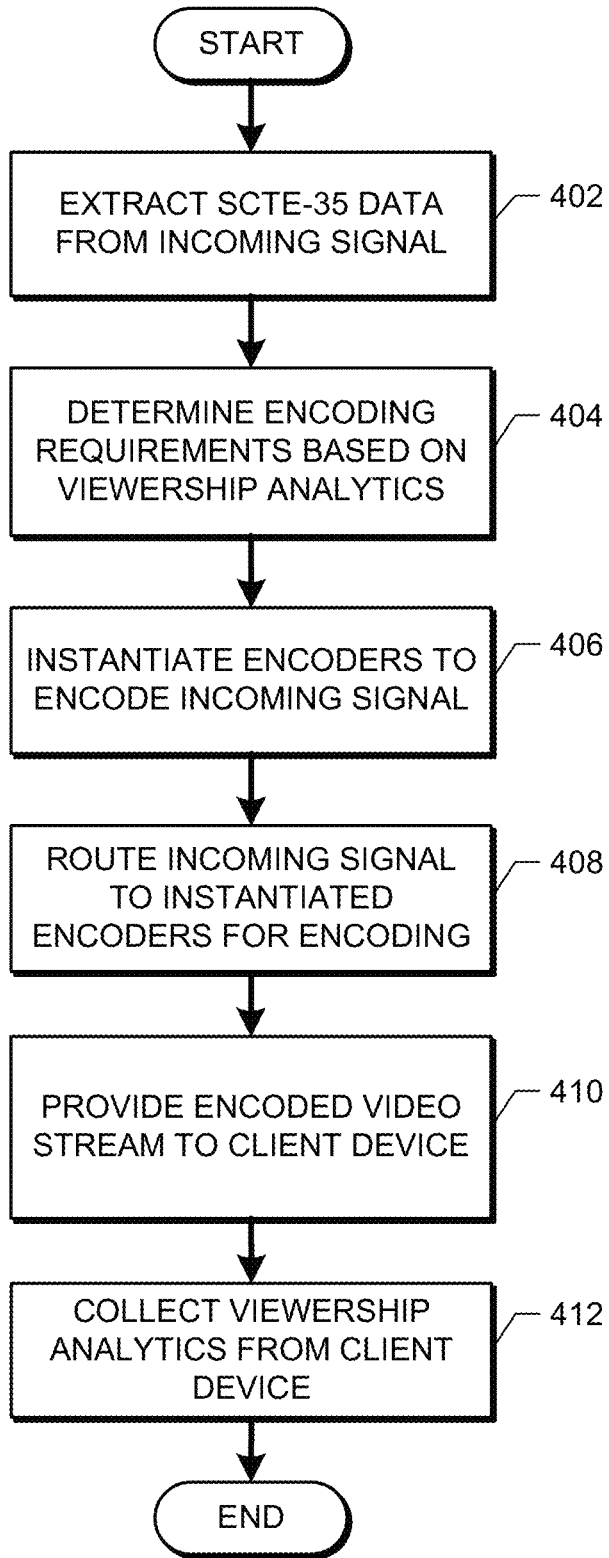 START
EXTRACT SCTE-35 DATA
FROM INCOMING SIGNAL
402
DETERMINE ENCODING
REQUIREMENTS BASED ON
VIEWERSHIP ANALYTICS
404
INSTANTIATE ENCODERS TO
ENCODE INCOMING SIGNAL
406
ROUTE INCOMING SIGNAL
TO INSTANTIATED
ENCODERS FOR ENCODING
408
PROVIDE ENCODED VIDEO
STREAM TO CLIENT DEVICE
410
COLLECT VIEWERSHIP
ANALYTICS FROM CLIENT
DEVICE
412
END